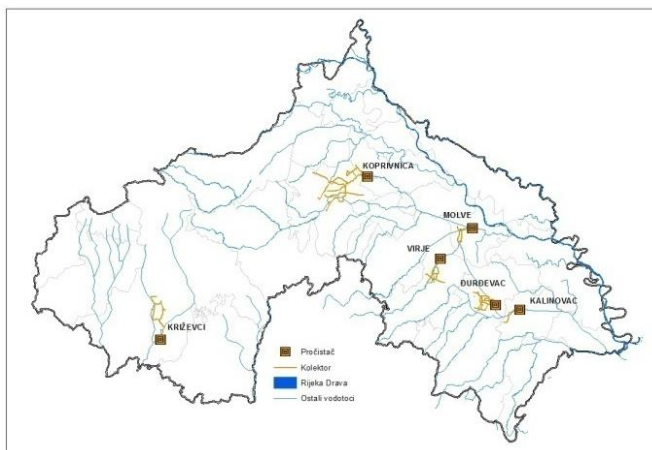 KOPRIVNICA
MOLVE
VIRJE
ĐURĐEVAC
KALINOVAC
KRIŽEVCI
Pročistač
Kolektor
Rijeka Drava
Ostali vodotoci